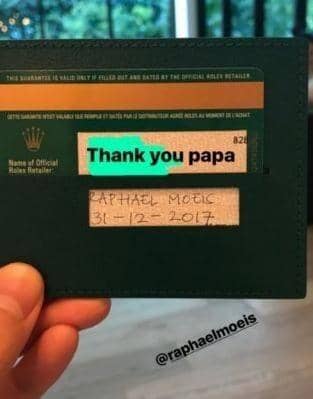 THIS GUARANTEE IS VALID ONLY IF FILLED OUT AND DATED BY THE OFFICIAL ROLEX RETAILER.
CETTE GARANTIE N'EST VALABLE QUE REMPLIE ET DATÉE PAR LE DISTRIBUTEUR AGRÉÉ ROLEX AU MOMENT DE L'ACHAT
828
Name of Official
Rolex Retailer:
Thank you papa
RAPHAEL MOEIS
31-12-2017
@raphaelmoeis